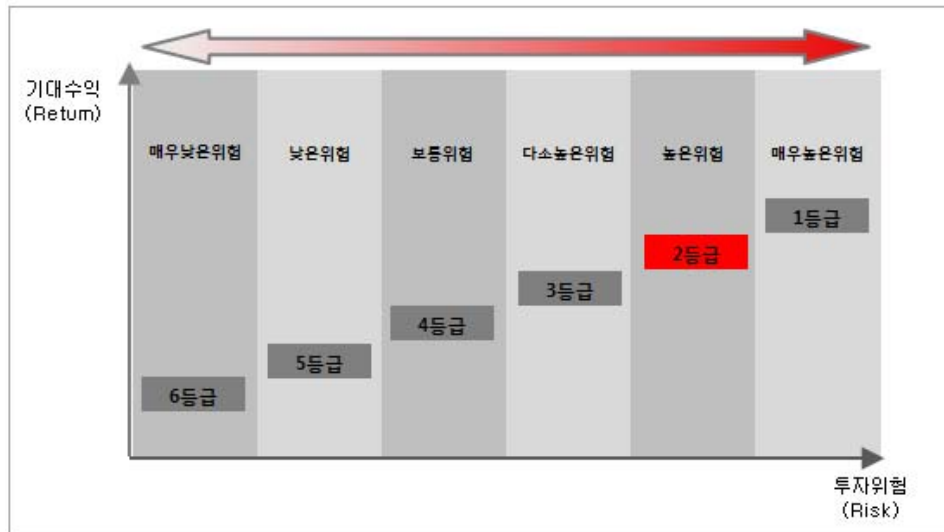 기대수익
(Return)
매우낮은위험 낮은위험 보통위험 다소높은위험 높은위험 매우높은위험
1등급
2등급
3등급
4등급
5등급
6등급
투자위험
(Risk)